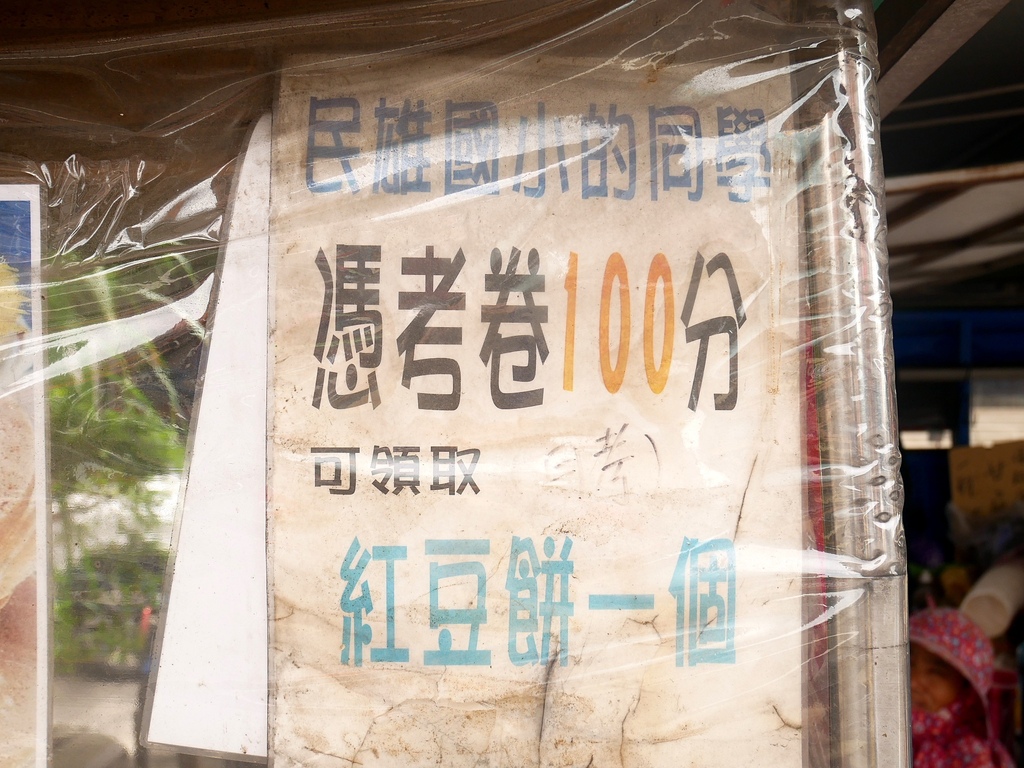 民雄國小的同學
憑考卷100分
可領取
紅豆餅一個